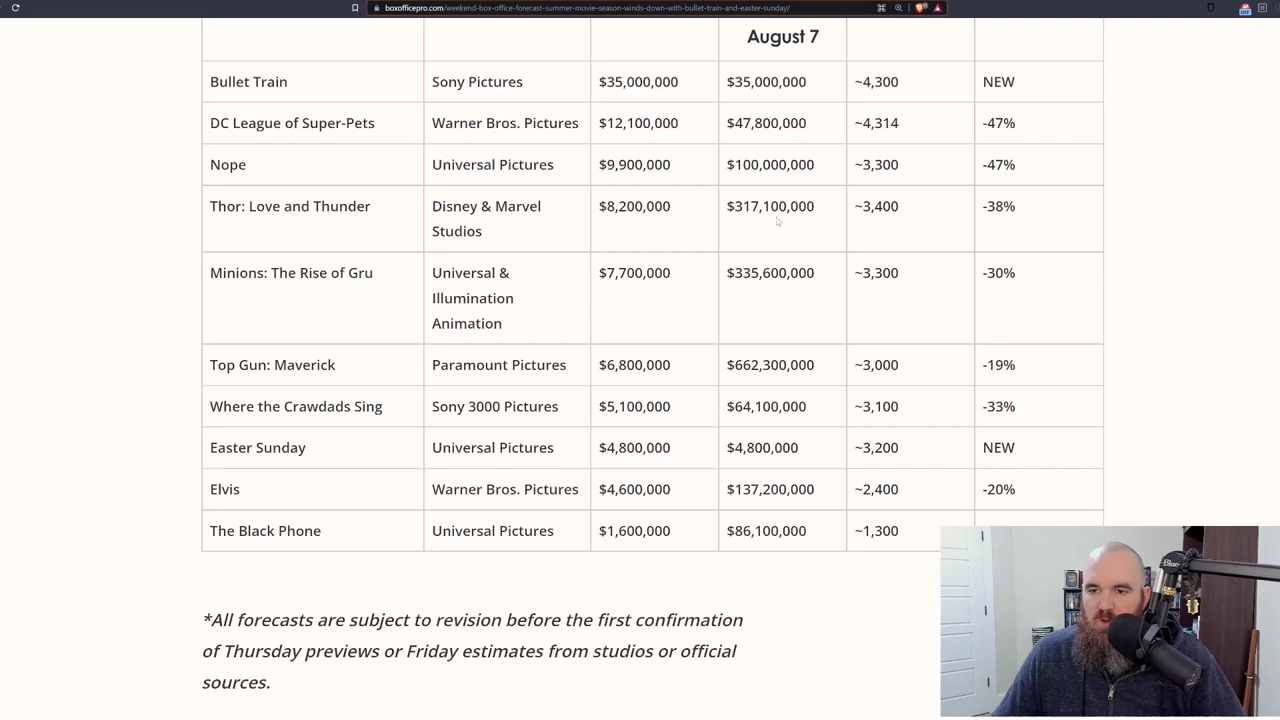 boxofficepro.com/weekend-box-office-forecast-summer-movie-season-winds-down-with-bullet-train-and-easter-sunday/
August 7
Bullet Train Sony Pictures $35,000,000 $35,000,000 ~4,300 NEW
DC League of Super-Pets Warner Bros. Pictures $12,100,000 $47,800,000 ~4,314 -47%
Nope Universal Pictures $9,900,000 $100,000,000 ~3,300 -47%
Thor: Love and Thunder Disney & Marvel $8,200,000 $317,100,000 ~3,400 -38%
Studios
Minions: The Rise of Gru Universal & $7,700,000 $335,600,000 ~3,300 -30%
Illumination
Animation
Top Gun: Maverick Paramount Pictures $6,800,000 $662,300,000 ~3,000 -19%
Where the Crawdads Sing Sony 3000 Pictures $5,100,000 $64,100,000 ~3,100 -33%
Easter Sunday Universal Pictures $4,800,000 $4,800,000 ~3,200 NEW
Elvis Warner Bros. Pictures $4,600,000 $137,200,000 ~2,400 -20%
The Black Phone Universal Pictures $1,600,000 $86,100,000 ~1,300
*All forecasts are subject to revision before the first confirmation
of Thursday previews or Friday estimates from studios or official
sources.
Blue